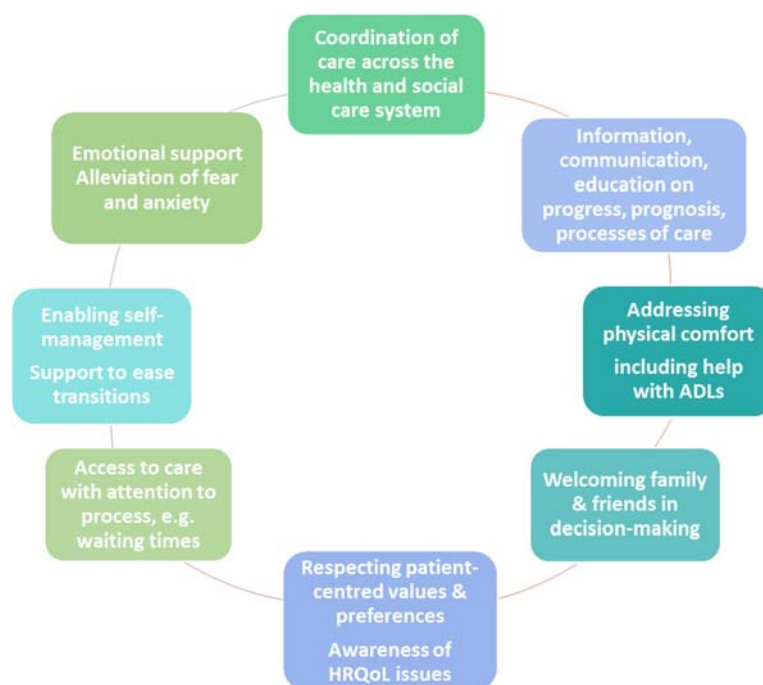 Coordination of
care across the
health and social
care system
Information,
communication,
education on
progress, prognosis,
processes of care
Addressing
physical comfort
including help
with ADLs
Welcoming family
& friends in
decision-making
Respecting patient-
centred values &
preferences
Awareness of
HRQoL issues
Access to care
with attention to
process, e.g.
waiting times
Enabling self-
management
Support to ease
transitions
Emotional support
Alleviation of fear
and anxiety